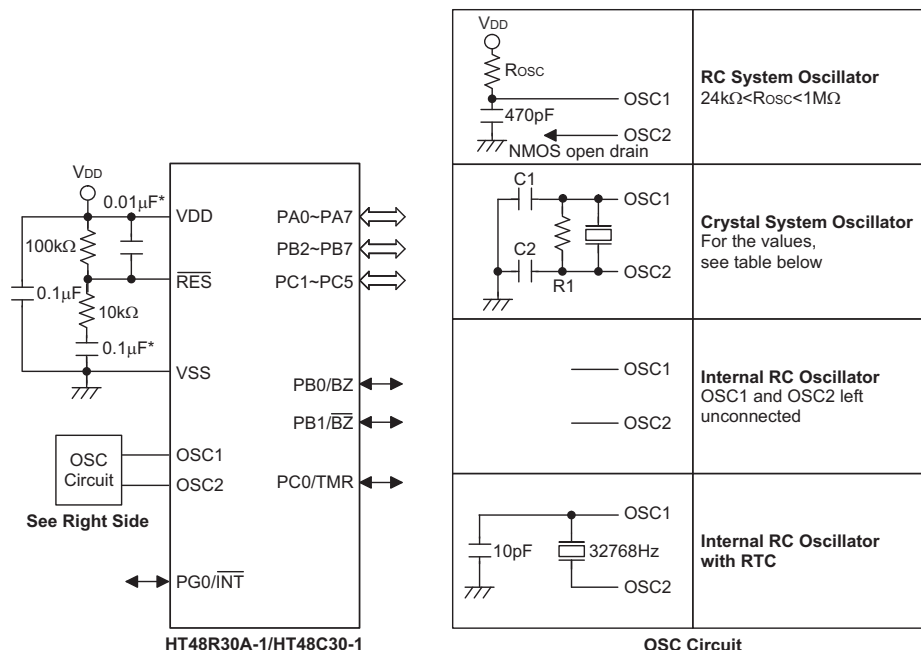 VDD
0.01μF*
100kΩ
0.1μF
10kΩ
0.1μF*
VDD
RES
VSS
OSC1
OSC2
OSC
Circuit
See Right Side
PG0/INT
PA0~PA7
PB2~PB7
PC1~PC5
PB0/BZ
PB1/BZ
PC0/TMR
HT48R30A-1/HT48C30-1
VDD
ROSC
OSC1
470pF
OSC2
NMOS open drain
RC System Oscillator
24kΩ<ROSC<1MΩ
C1
OSC1
C2
OSC2
R1
Crystal System Oscillator
For the values,
see table below
OSC1
OSC2
Internal RC Oscillator
OSC1 and OSC2 left
unconnected
OSC1
10pF
32768Hz
OSC2
Internal RC Oscillator
with RTC
OSC Circuit